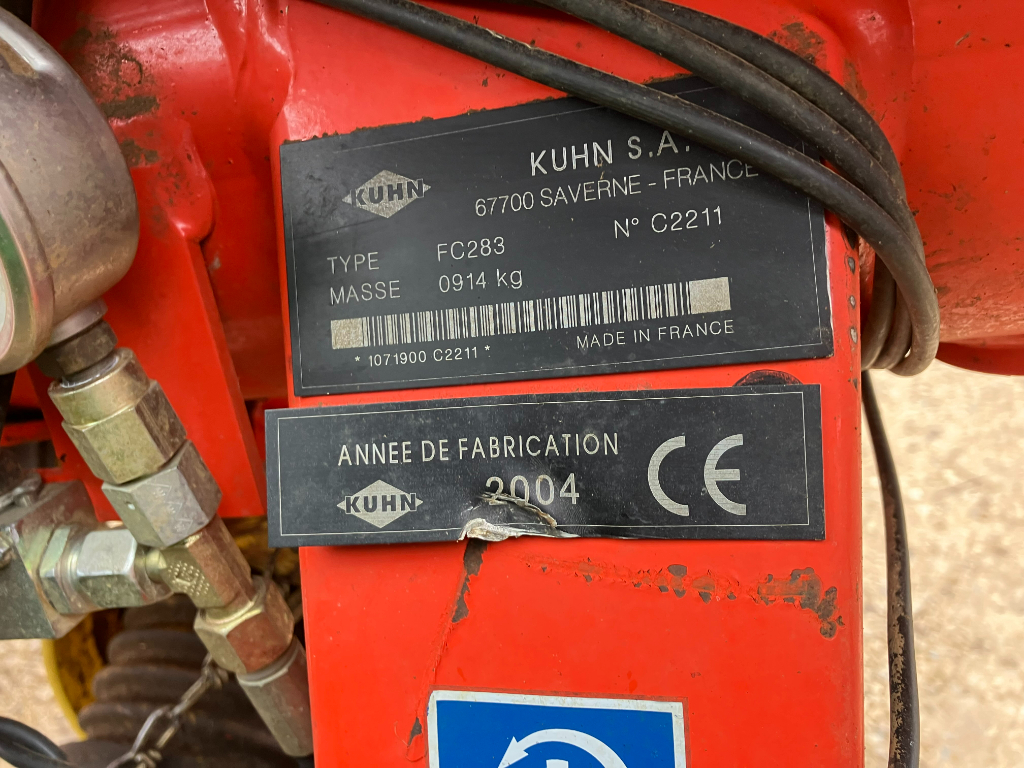 KUHN
KUHN S.A.
67700 SAVERNE - FRANCE
TYPE FC283 N° C2211
MASSE 0914 kg
* 1071900 C2211 *
MADE IN FRANCE
ANNEE DE FABRICATION
KUHN 2004
CE